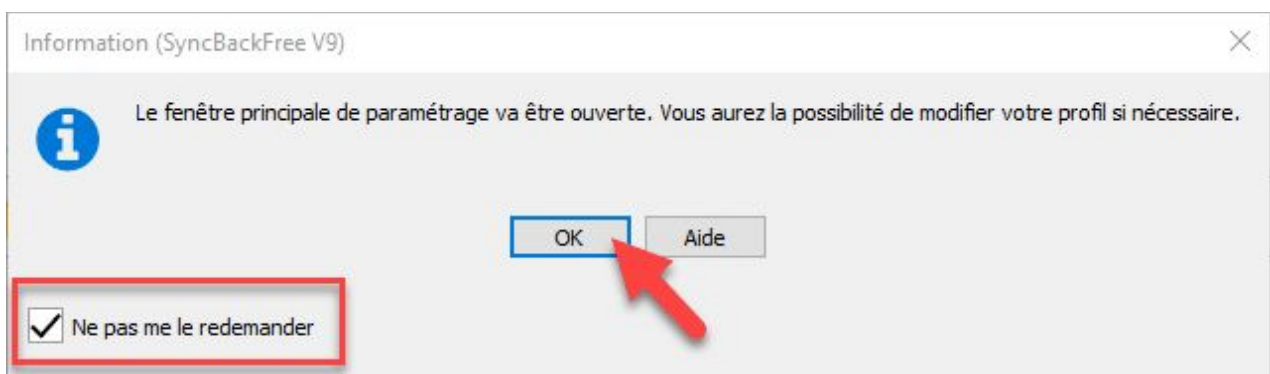 Information (SyncBackFree V9)
Le fenêtre principale de paramétrage va être ouverte. Vous aurez la possibilité de modifier votre profil si nécessaire.
OK Aide
Ne pas me le redemander